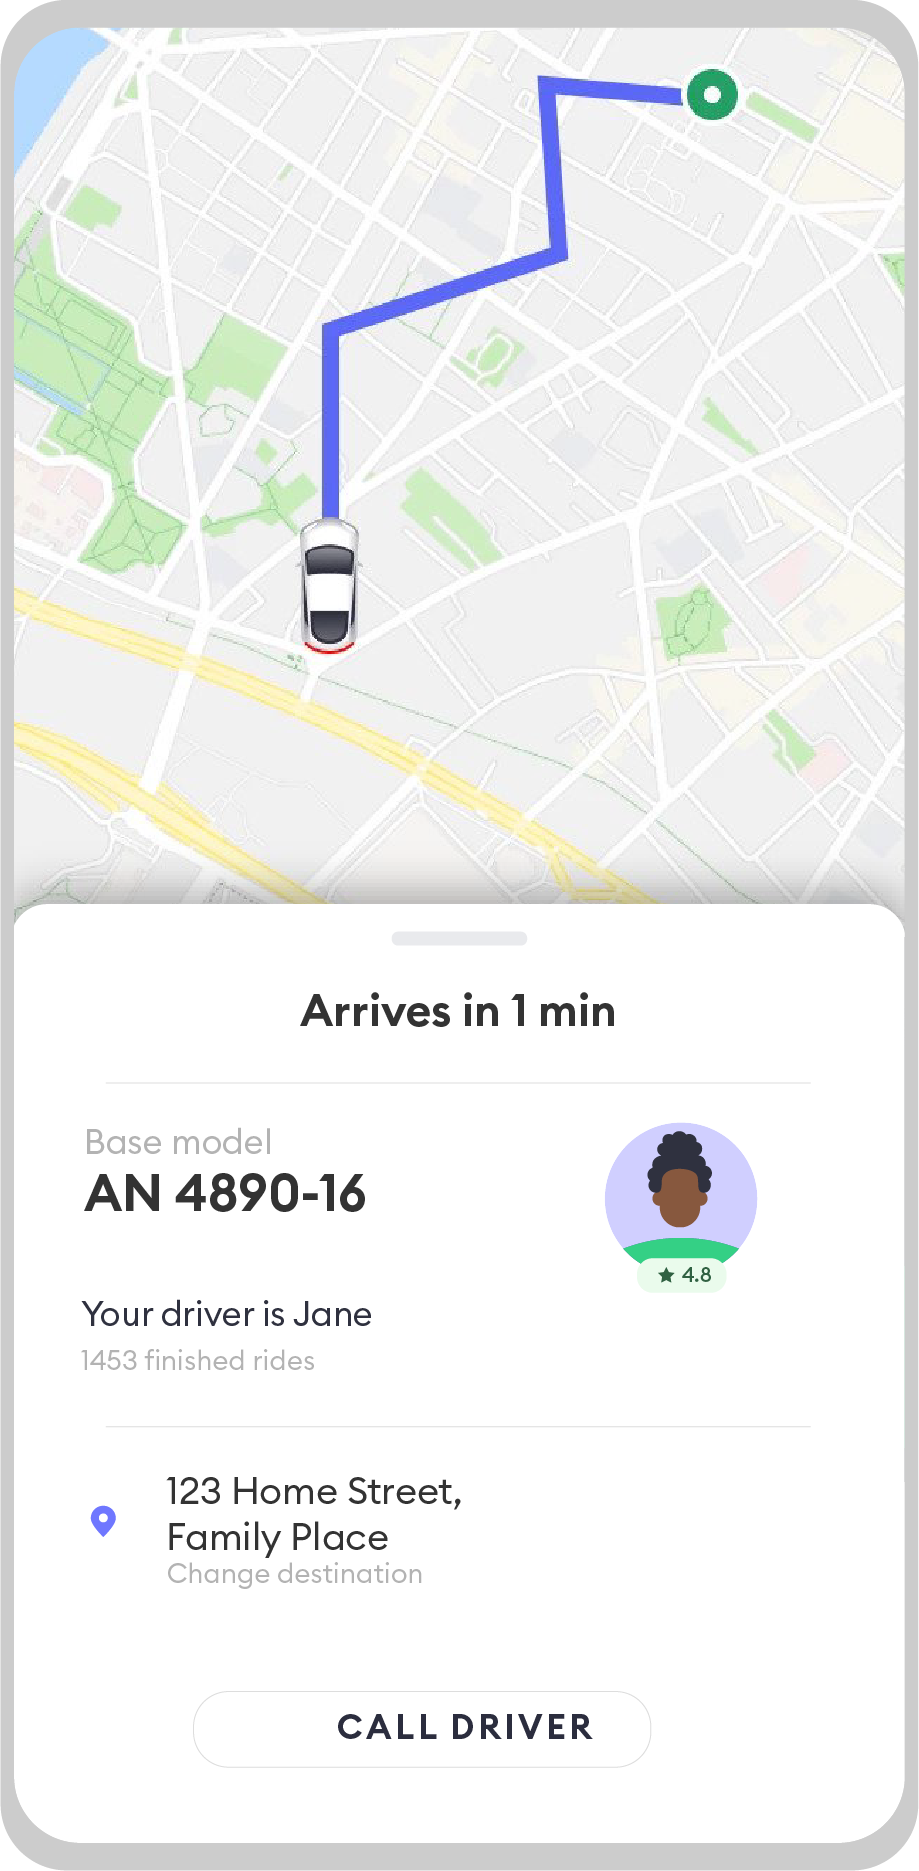 Arrives in 1 min
Base model
AN 4890-16
4.8
Your driver is Jane
1453 finished rides
123 Home Street,
Family Place
Change destination
CALL DRIVER